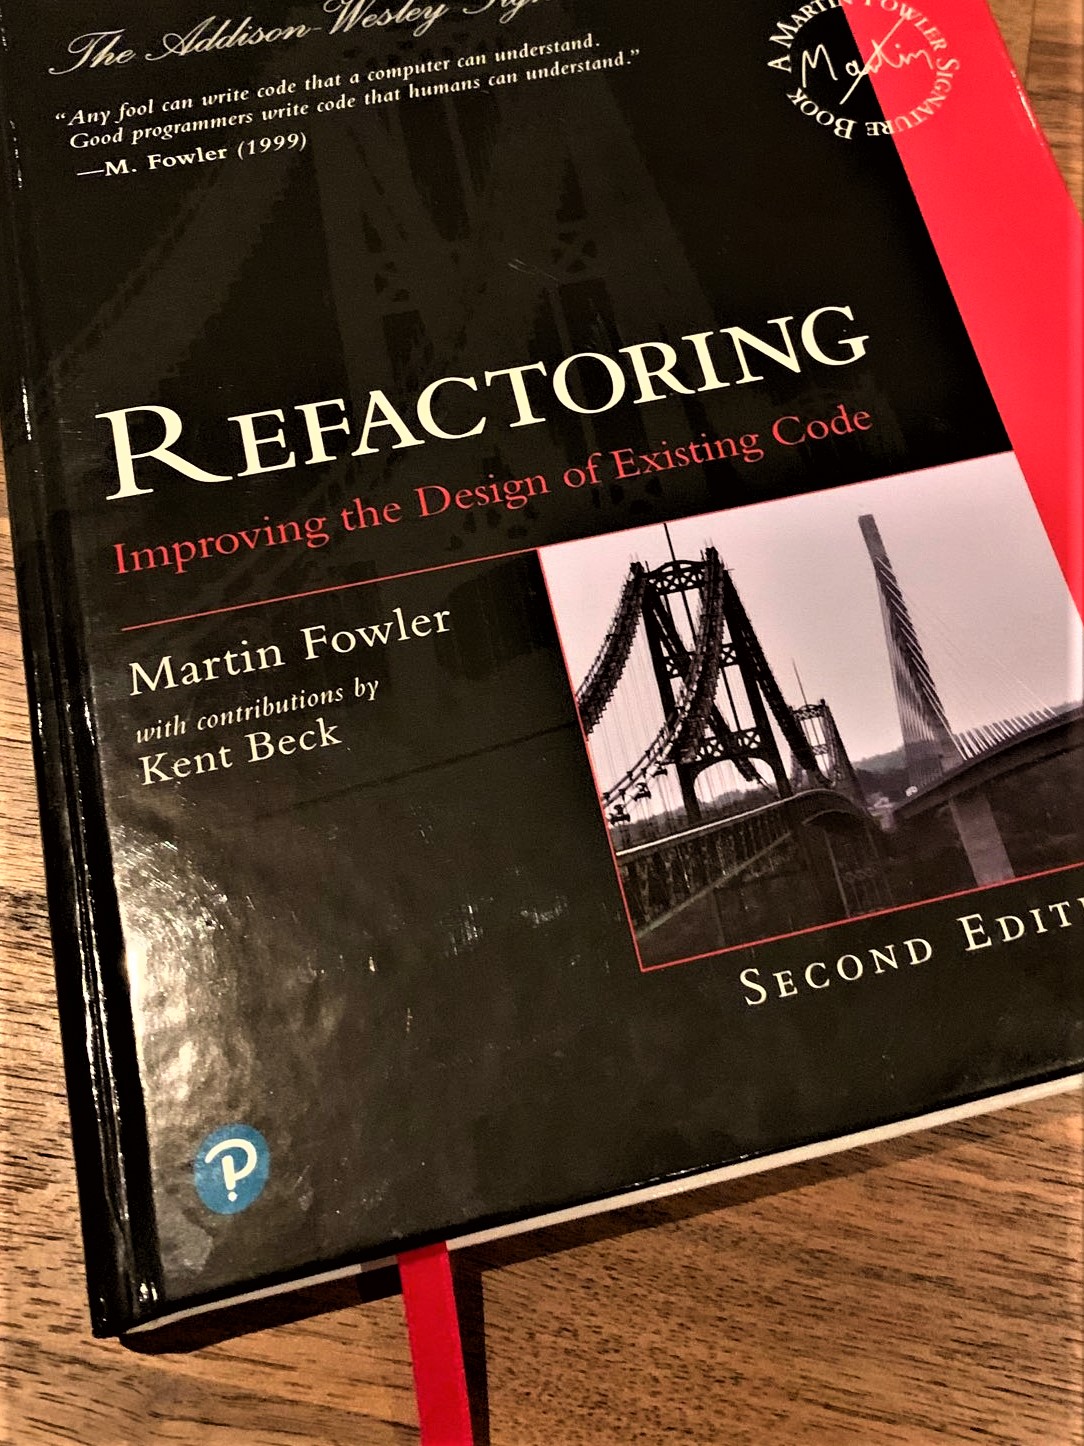 The Addison-Wesley
“Any fool can write code that a computer can understand.
Good programmers write code that humans can understand.”
—M. Fowler (1999)
A MARTIN FOWLER SIGNATURE BOOK
Martin
REFACTORING
Improving the Design of Existing Code
Martin Fowler
with contributions by
Kent Beck
SECOND
P